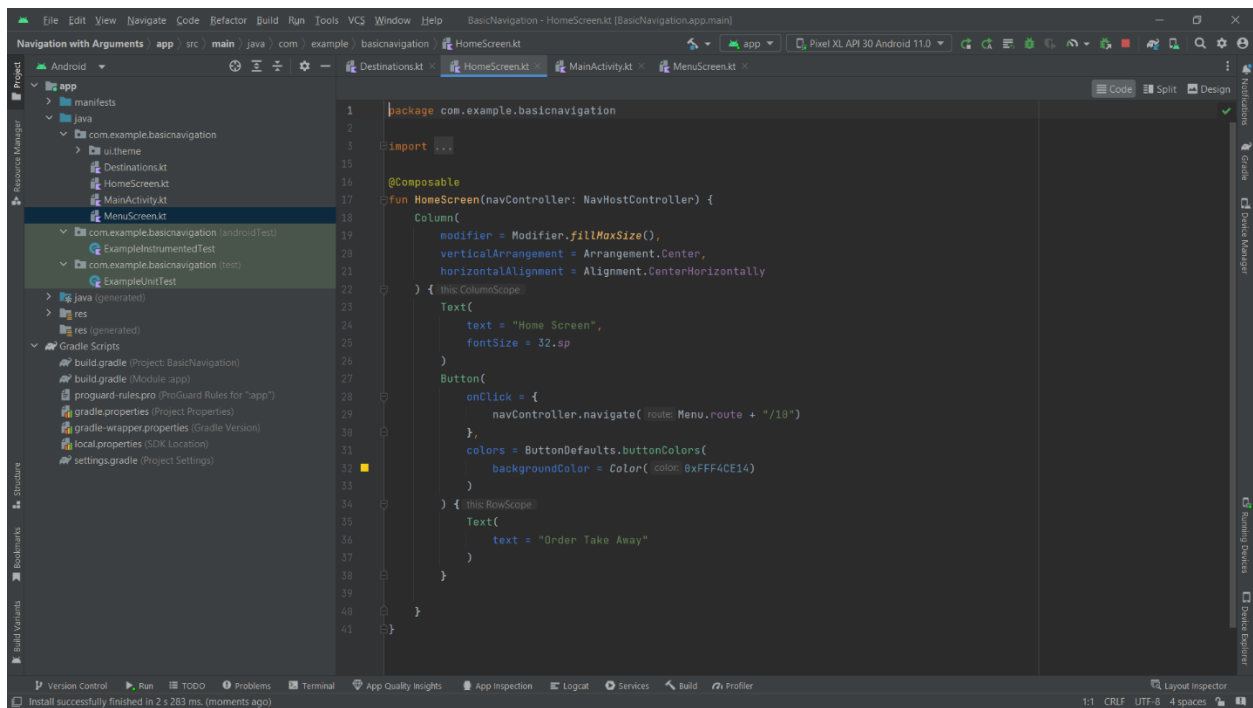 File Edit View Navigate Code Refactor Build Run Tools VCS Window Help BasicNavigation - HomeScreen.kt [BasicNavigation.app.main]
Navigation with Arguments app src main java com example basicnavigation HomeScreen.kt app Pixel XL API 30 Android 11.0
Android Destinations.kt HomeScreen.kt MainActivity.kt MenuScreen.kt
Code Split Design
Project
Resource Manager
Structure
Bookmarks
Build Variants
app
manifests
java
com.example.basicnavigation
ui.theme
Destinations.kt
HomeScreen.kt
MainActivity.kt
MenuScreen.kt
com.example.basicnavigation (androidTest)
ExampleInstrumentedTest
com.example.basicnavigation (test)
ExampleUnitTest
java (generated)
res
res (generated)
Gradle Scripts
build.gradle (Project: BasicNavigation)
build.gradle (Module :app)
proguard-rules.pro (ProGuard Rules for ":app")
gradle.properties (Project Properties)
gradle-wrapper.properties (Gradle Version)
local.properties (SDK Location)
settings.gradle (Project Settings)
1 package com.example.basicnavigation
2
3 import ...
15
16 @Composable
17 fun HomeScreen(navController: NavHostController) {
18 Column(
19 modifier = Modifier.fillMaxSize(),
20 verticalArrangement = Arrangement.Center,
21 horizontalAlignment = Alignment.CenterHorizontally
22 ) { this: ColumnScope
23 Text(
24 text = "Home Screen",
25 fontSize = 32.sp
26 )
27 Button(
28 onClick = {
29 navController.navigate( route: Menu.route + "/10")
30 },
31 colors = ButtonDefaults.buttonColors(
32 backgroundColor = Color( color: 0xFFF4CE14)
33 )
34 ) { this: RowScope
35 Text(
36 text = "Order Take Away"
37 )
38 }
39
40 }
41 }
Notifications
Gradle
Device Manager
Running Devices
Device Explorer
Version Control Run TODO Problems Terminal App Quality Insights App Inspection Logcat Services Build Profiler Layout Inspector
Install successfully finished in 2 s 283 ms. (moments ago) 1:1 CRLF UTF-8 4 spaces